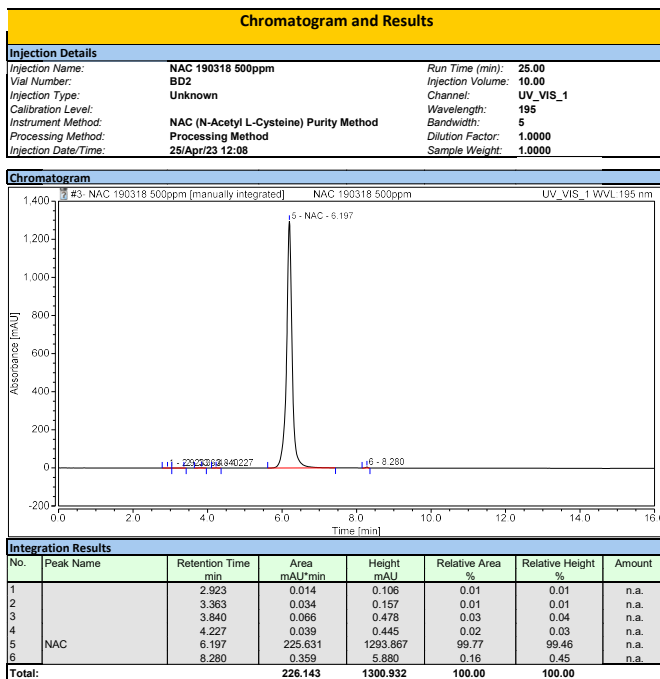 Chromatogram and Results
Injection Details
Injection Name: NAC 190318 500ppm Run Time (min): 25.00
Vial Number: BD2 Injection Volume: 10.00
Injection Type: Unknown Channel: UV_VIS_1
Calibration Level: Wavelength: 195
Instrument Method: NAC (N-Acetyl L-Cysteine) Purity Method Bandwidth: 5
Processing Method: Processing Method Dilution Factor: 1.0000
Injection Date/Time: 25/Apr/23 12:08 Sample Weight: 1.0000
Chromatogram
#3- NAC 190318 500ppm [manually integrated] NAC 190318 500ppm UV_VIS_1 WVL:195 nm
1,400
5 - NAC - 6.197
1,200
1,000
800
600
400
200
0
-200
Absorbance [mAU]
6 - 8.280
0.0 2.0 4.0 6.0 8.0 10.0 12.0 14.0 16.0
Time [min]
Integration Results
No. Peak Name Retention Time Area Height Relative Area Relative Height Amount
min mAU*min mAU % %
1 2.923 0.014 0.106 0.01 0.01 n.a.
2 3.363 0.034 0.157 0.01 0.01 n.a.
3 3.840 0.066 0.478 0.03 0.04 n.a.
4 4.227 0.039 0.445 0.02 0.03 n.a.
5 NAC 6.197 225.631 1293.867 99.77 99.46 n.a.
6 8.280 0.359 5.880 0.16 0.45 n.a.
Total: 226.143 1300.932 100.00 100.00